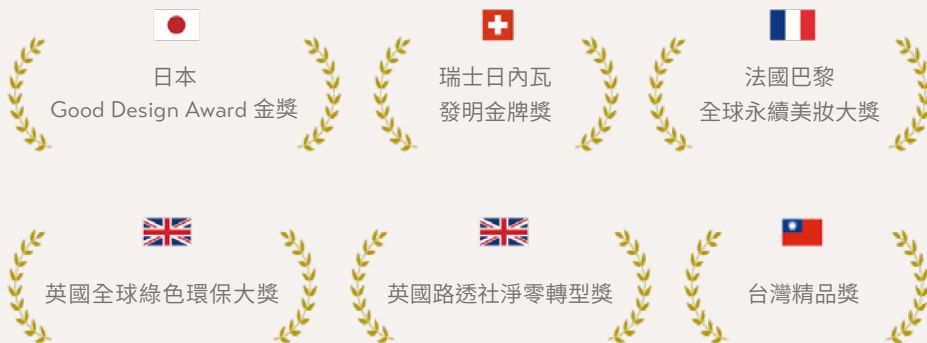 日本
Good Design Award 金獎
瑞士日內瓦
發明金牌獎
法國巴黎
全球永續美妝大獎
英國全球綠色環保大獎
英國路透社淨零轉型獎
台灣精品獎